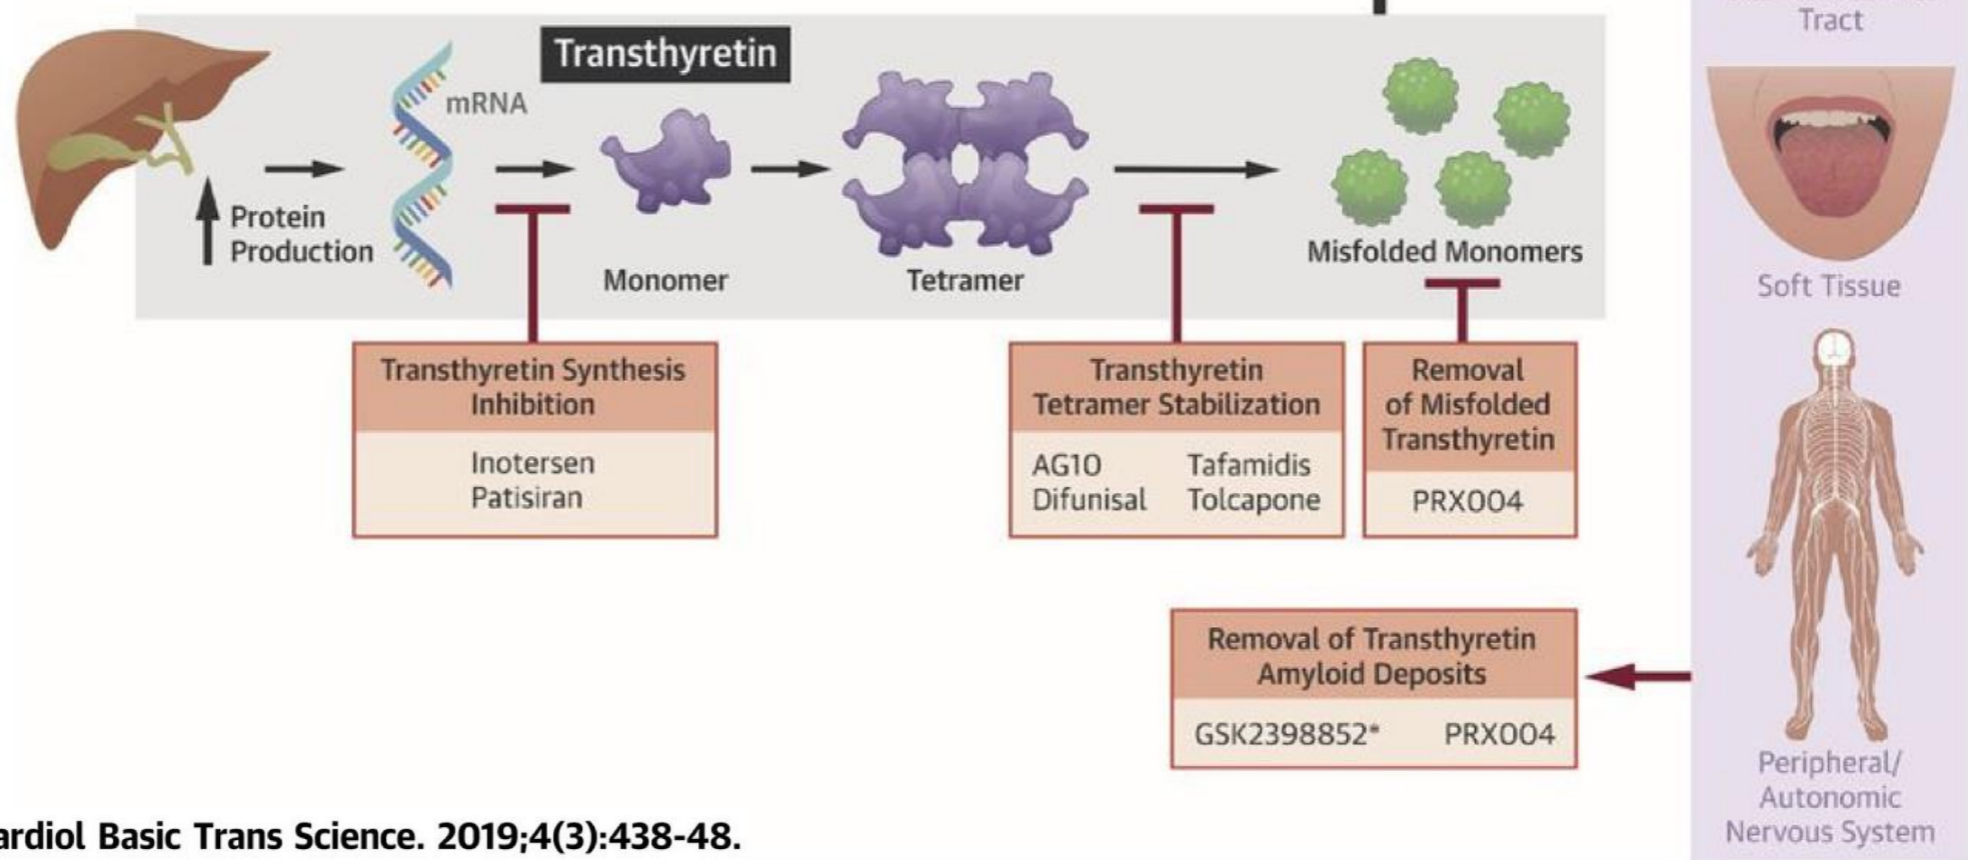 Transthyretin
mRNA
Protein
Production
Monomer
Tetramer
Misfolded Monomers
Transthyretin Synthesis
Inhibition
Inotersen
Patisiran
Transthyretin
Tetramer Stabilization
AG10 Tafamidis
Difunisal Tolcapone
Removal
of Misfolded
Transthyretin
PRX004
Removal of Transthyretin
Amyloid Deposits
GSK2398852* PRX004
Tract
Soft Tissue
Peripheral/
Autonomic
Nervous System
ardiol Basic Trans Science. 2019;4(3):438-48.